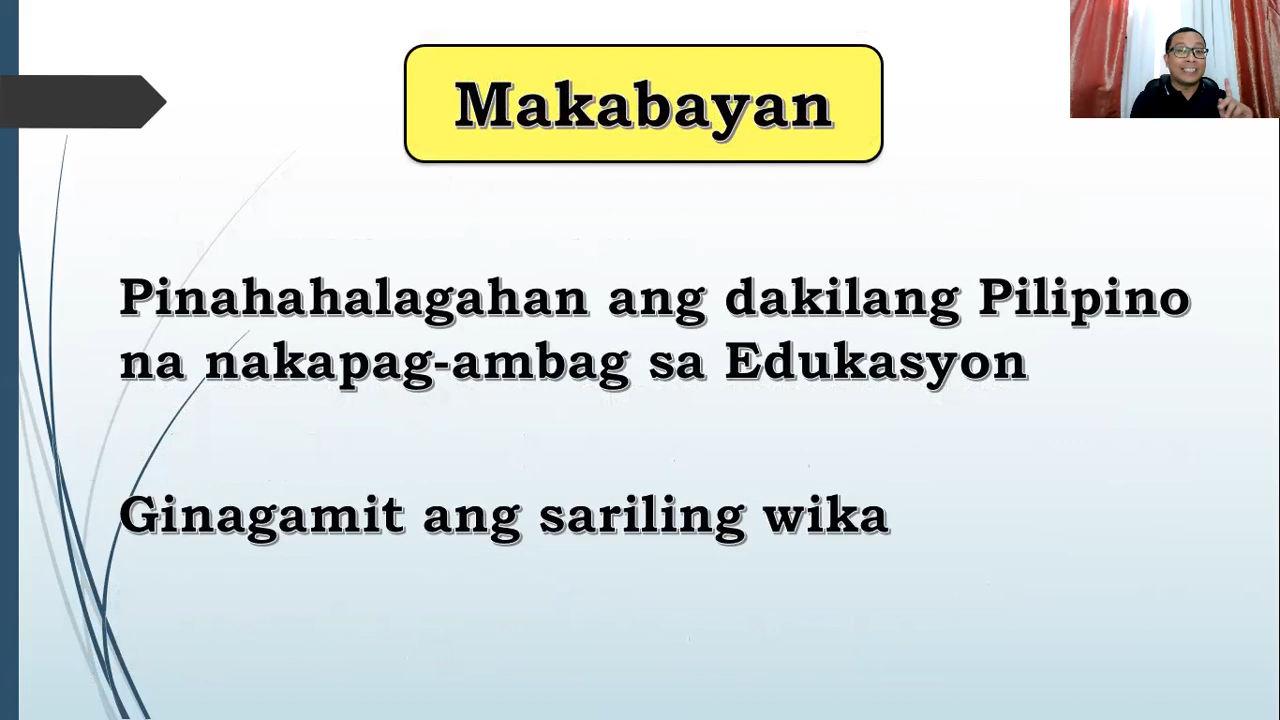 Makabayan
Pinahahalagahan ang dakilang Pilipino
na nakapag-ambag sa Edukasyon
Ginagamit ang sariling wika